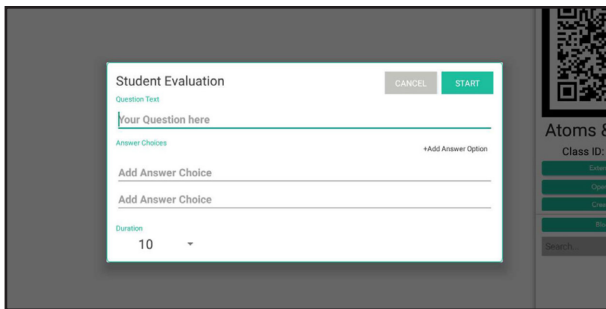 Student Evaluation
CANCEL
START
Question Text
Your Question here
Answer Choices
+Add Answer Option
Add Answer Choice
Add Answer Choice
Duration
10
Atoms &
Class ID:
Search...